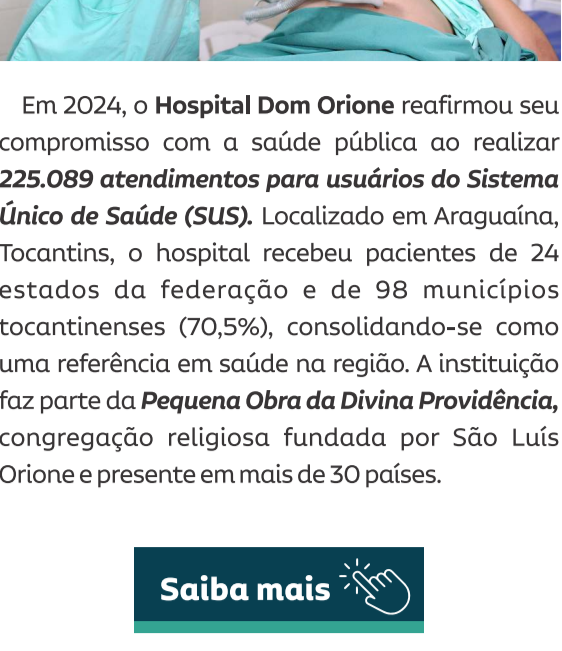 Em 2024, o Hospital Dom Orione reafirmou seu
compromisso com a saúde pública ao realizar
225.089 atendimentos para usuários do Sistema
Único de Saúde (SUS). Localizado em Araguaína,
Tocantins, o hospital recebeu pacientes de 24
estados da federação e de 98 municípios
tocantinenses (70,5%), consolidando-se como
uma referência em saúde na região. A instituição
faz parte da Pequena Obra da Divina Providência,
congregação religiosa fundada por São Luís
Orione e presente em mais de 30 países.
Saiba mais